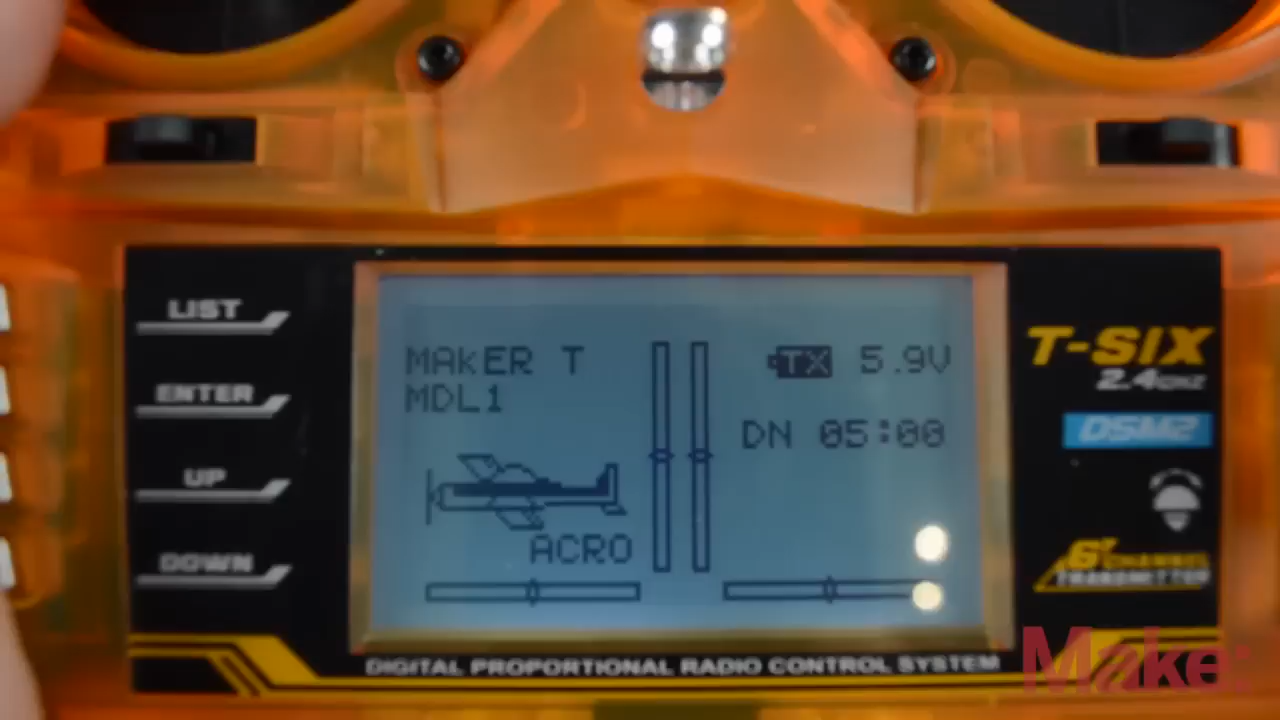 LIST
ENTER
UP
DOWN
MAKER T
MDL1
TX 5.9V
DN 05:00
ACRO
T-SIX
2.4GHZ
DSM2
6+ CHANNEL
TRANSMITTER
DIGITAL PROPORTIONAL RADIO CONTROL SYSTEM
Make: